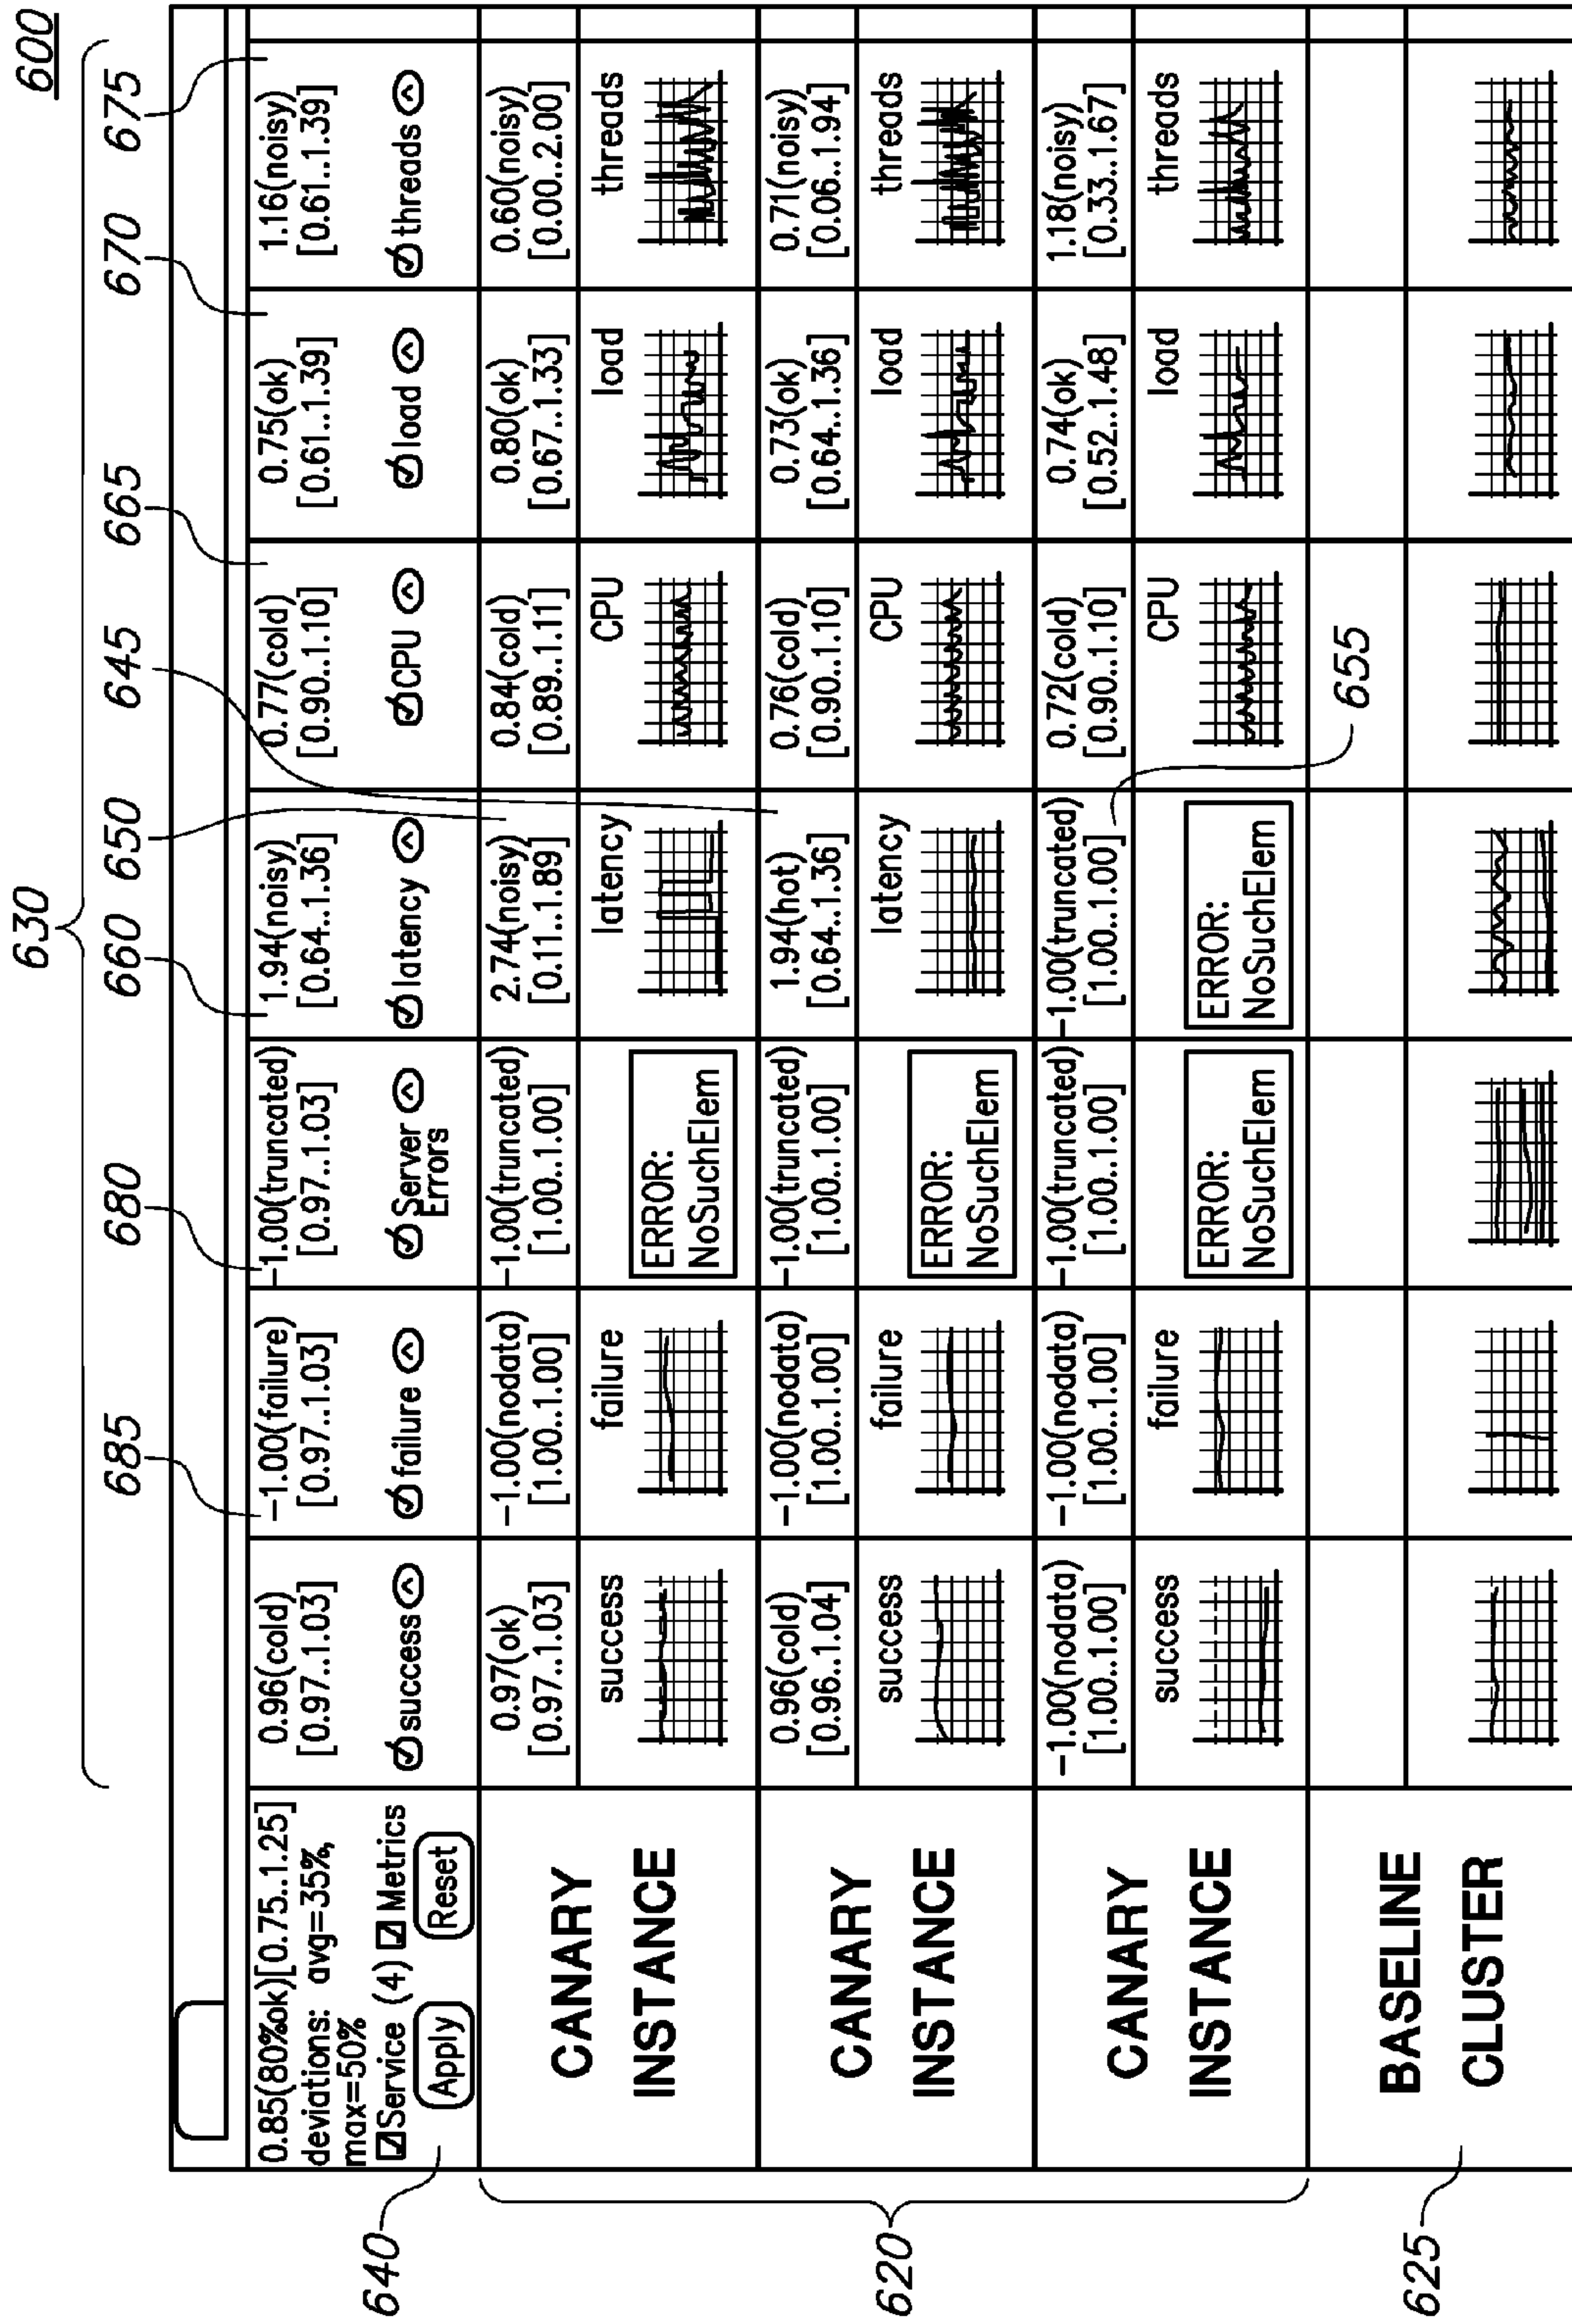 600
630
685
680
660
650
645
665
670
675
0.85(80%ok)[0.75..1.25]
deviations: avg=35%,
max=50%
Service (4) Metrics
Apply
Reset
0.96(cold)
[0.97..1.03]
success
−1.00(failure)
[0.97..1.03]
failure
−1.00(truncated)
[0.97..1.03]
Server
Errors
1.94(noisy)
[0.64..1.36]
latency
0.77(cold)
[0.90..1.10]
CPU
0.75(ok)
[0.61..1.39]
load
1.16(noisy)
[0.61..1.39]
threads
640
CANARY
INSTANCE
0.97(ok)
[0.97..1.03]
success
−1.00(nodata)
[1.00..1.00]
failure
−1.00(truncated)
[1.00..1.00]
ERROR:
NoSuchElem
2.74(noisy)
[0.11..1.89]
latency
0.84(cold)
[0.89..1.11]
CPU
0.80(ok)
[0.67..1.33]
load
0.60(noisy)
[0.00..2.00]
threads
620
CANARY
INSTANCE
0.96(cold)
[0.96..1.04]
success
−1.00(nodata)
[1.00..1.00]
failure
−1.00(truncated)
[1.00..1.00]
ERROR:
NoSuchElem
1.94(hot)
[0.64..1.36]
latency
0.76(cold)
[0.90..1.10]
CPU
0.73(ok)
[0.64..1.36]
load
0.71(noisy)
[0.06..1.94]
threads
CANARY
INSTANCE
−1.00(nodata)
[1.00..1.00]
success
−1.00(nodata)
[1.00..1.00]
failure
−1.00(truncated)
[1.00..1.00]
ERROR:
NoSuchElem
−1.00(truncated)
[1.00..1.00]
ERROR:
NoSuchElem
0.72(cold)
[0.90..1.10]
CPU
0.74(ok)
[0.52..1.48]
load
1.18(noisy)
[0.33..1.67]
threads
655
625
BASELINE
CLUSTER